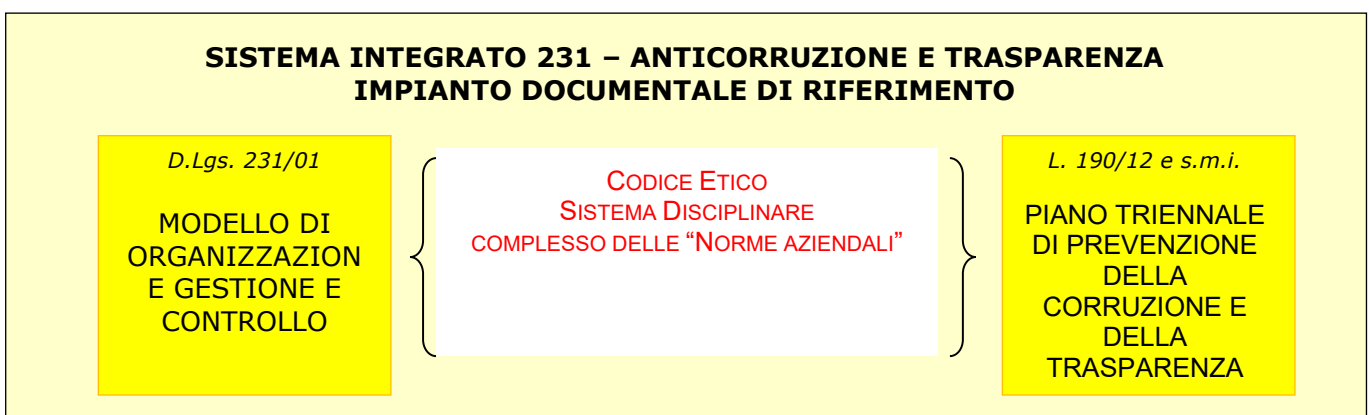 SISTEMA INTEGRATO 231 – ANTICORRUZIONE E TRASPARENZA
IMPIANTO DOCUMENTALE DI RIFERIMENTO
D.Lgs. 231/01
MODELLO DI
ORGANIZZAZION
E GESTIONE E
CONTROLLO
CODICE ETICO
SISTEMA DISCIPLINARE
COMPLESSO DELLE “NORME AZIENDALI”
L. 190/12 e s.m.i.
PIANO TRIENNALE
DI PREVENZIONE
DELLA
CORRUZIONE E
DELLA
TRASPARENZA